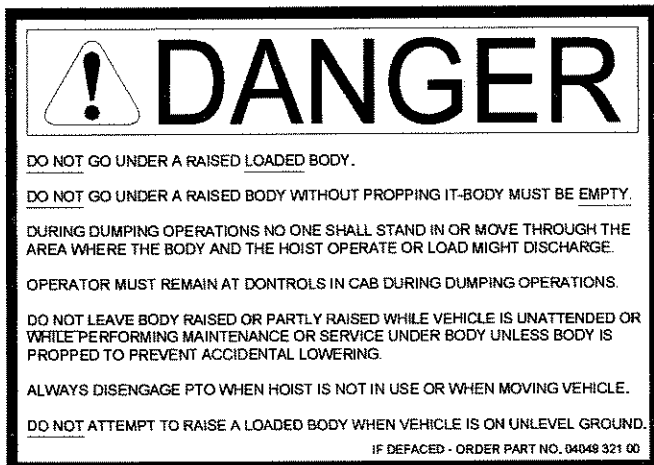 DANGER
DO NOT GO UNDER A RAISED LOADED BODY.
DO NOT GO UNDER A RAISED BODY WITHOUT PROPPING IT-BODY MUST BE EMPTY.
DURING DUMPING OPERATIONS NO ONE SHALL STAND IN OR MOVE THROUGH THE
AREA WHERE THE BODY AND THE HOIST OPERATE OR LOAD MIGHT DISCHARGE.
OPERATOR MUST REMAIN AT DONTROLS IN CAB DURING DUMPING OPERATIONS.
DO NOT LEAVE BODY RAISED OR PARTLY RAISED WHILE VEHICLE IS UNATTENDED OR
WHILE PERFORMING MAINTENANCE OR SERVICE UNDER BODY UNLESS BODY IS
PROPPED TO PREVENT ACCIDENTAL LOWERING.
ALWAYS DISENGAGE PTO WHEN HOIST IS NOT IN USE OR WHEN MOVING VEHICLE.
DO NOT ATTEMPT TO RAISE A LOADED BODY WHEN VEHICLE IS ON UNLEVEL GROUND.
IF DEFACED - ORDER PART NO. 04049 321 00